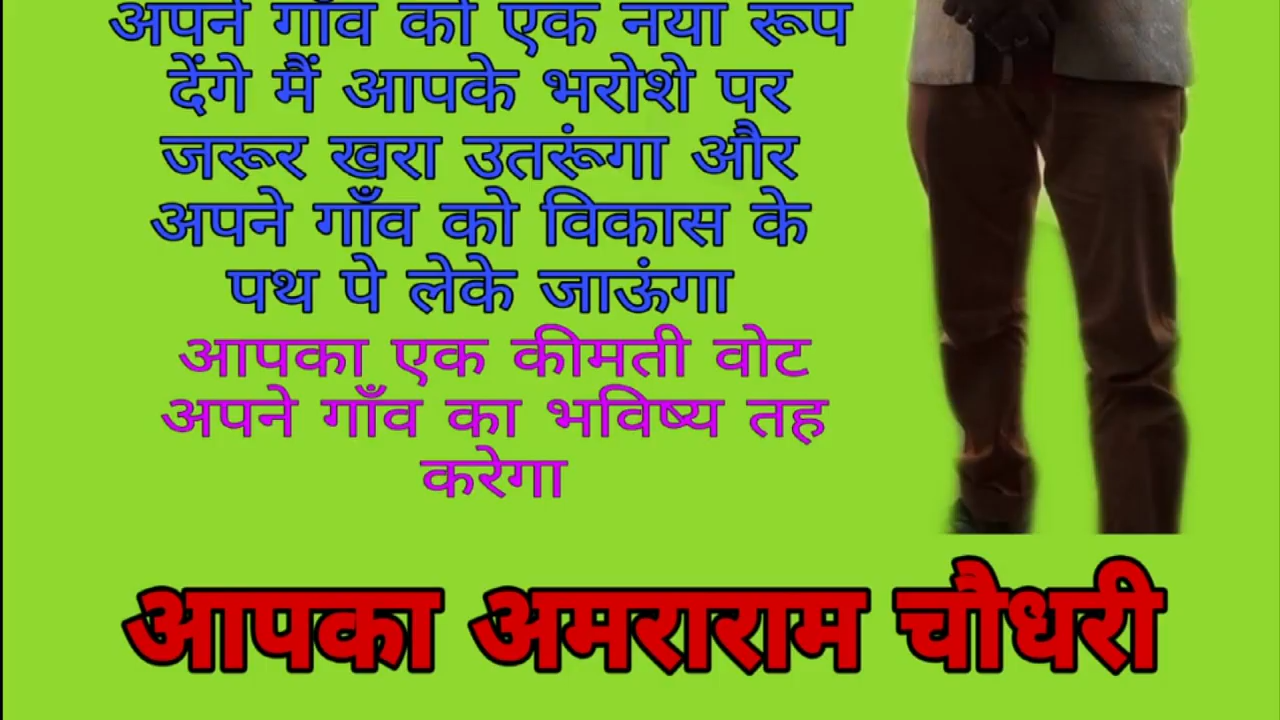 अपने गाँव को एक नया रूप
देंगे मैं आपके भरोशे पर
जरूर खरा उतरूंगा और
अपने गाँव को विकास के
पथ पे लेके जाऊंगा
आपका एक कीमती वोट
अपने गाँव का भविष्य तह
करेगा
आपका अमराराम चौधरी